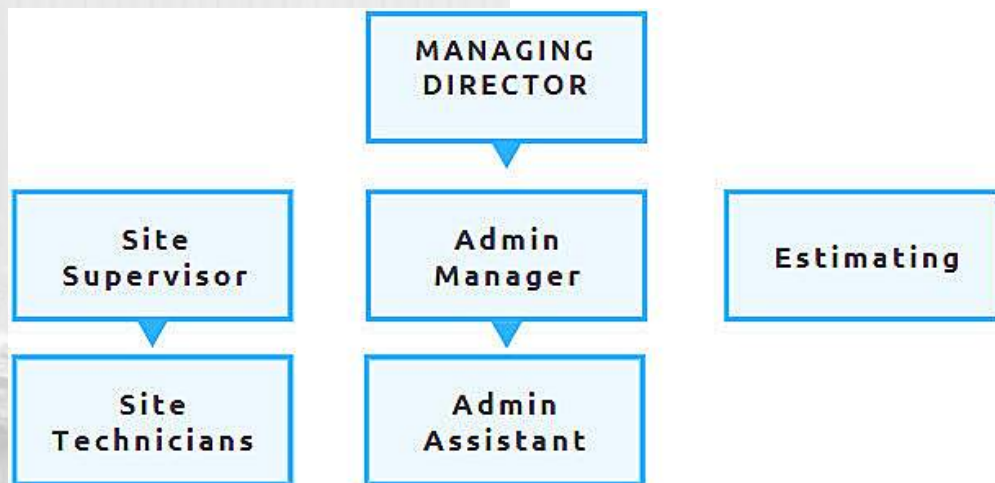 MANAGING
DIRECTOR
Site
Supervisor
Admin
Manager
Estimating
Site
Technicians
Admin
Assistant